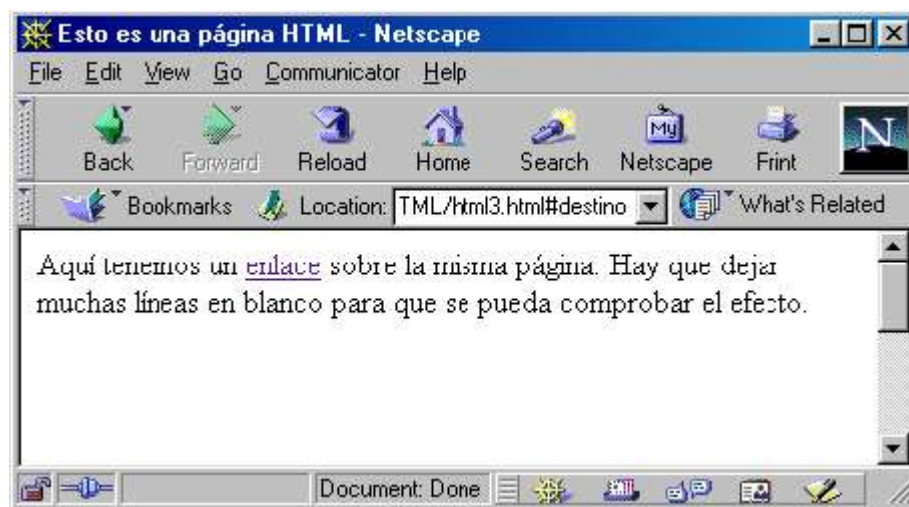 Esto es una página HTML - Netscape
File Edit View Go Communicator Help
Back Forward Reload Home Search My Netscape Print N
Bookmarks Location: TML/html3.html#destino What's Related
Aquí tenemos un enlace sobre la misma página. Hay que dejar
muchas líneas en blanco para que se pueda comprobar el efecto.
Document: Done